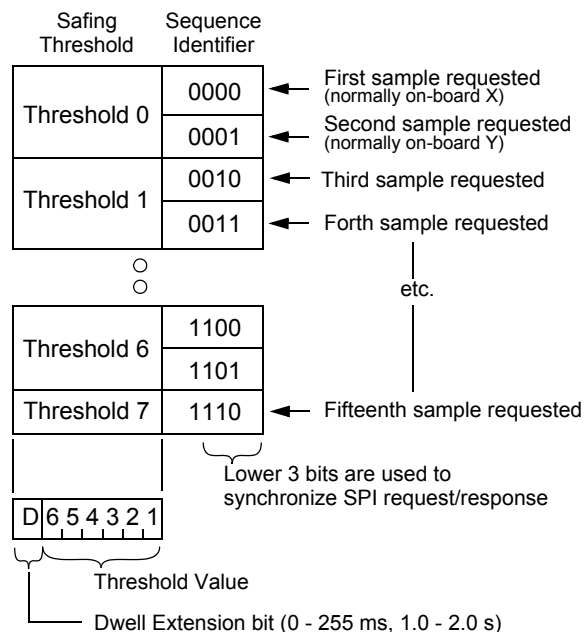 Safing Threshold
Sequence Identifier
Threshold 0
0000
First sample requested
(normally on-board X)
0001
Second sample requested
(normally on-board Y)
Threshold 1
0010
Third sample requested
0011
Forth sample requested
etc.
Threshold 6
1100
1101
Threshold 7
1110
Fifteenth sample requested
Lower 3 bits are used to
synchronize SPI request/response
D 6 5 4 3 2 1
Threshold Value
Dwell Extension bit (0 - 255 ms, 1.0 - 2.0 s)